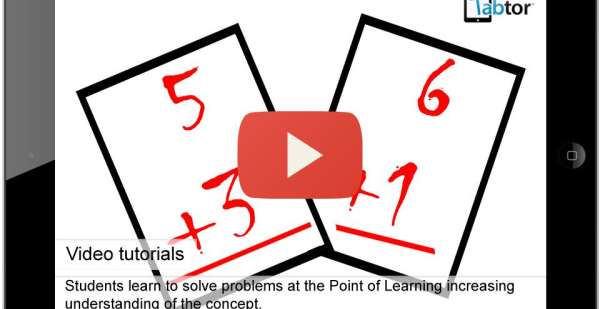 Tabtor
5 6
+3 +1
Video tutorials
Students learn to solve problems at the Point of Learning increasing
understanding of the concept.